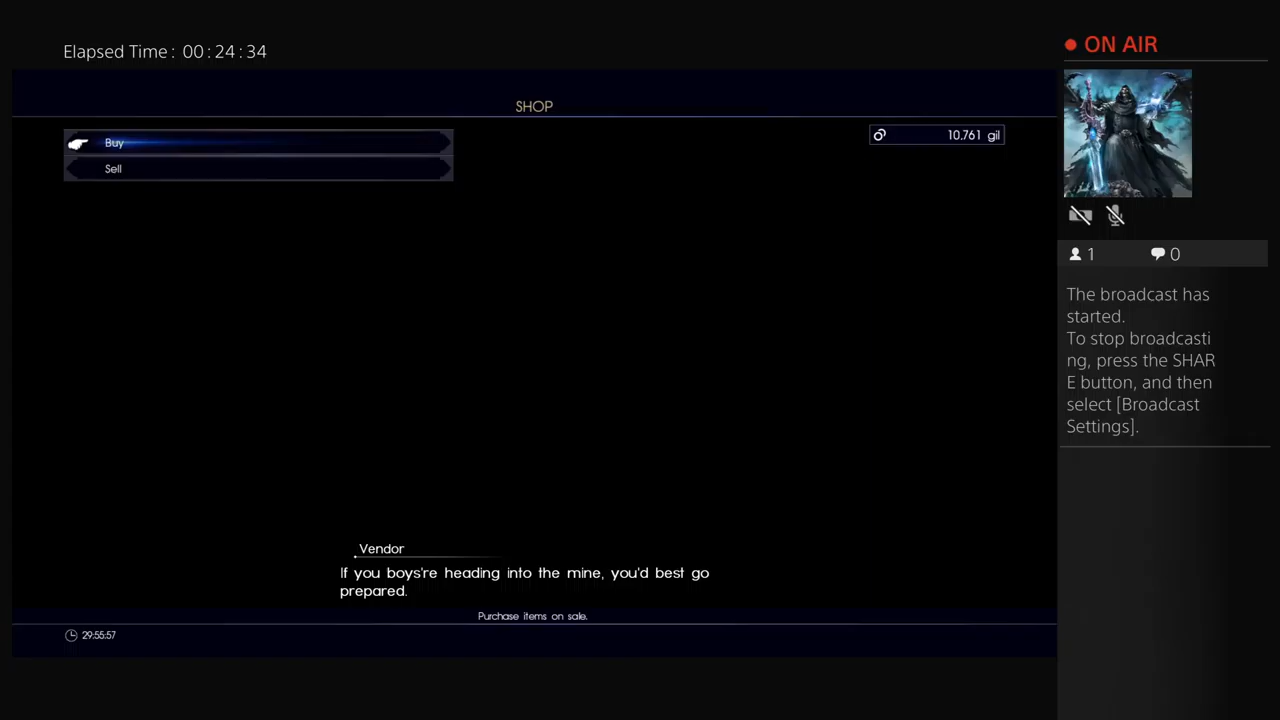 Elapsed Time: 00:24:34
ON AIR
SHOP
Buy
10.761 gil
Sell
1
0
The broadcast has
started.
To stop broadcasti
ng, press the SHAR
E button, and then
select [Broadcast
Settings].
Vendor
If you boys're heading into the mine, you'd best go
prepared.
Purchase items on sale.
29:55:57